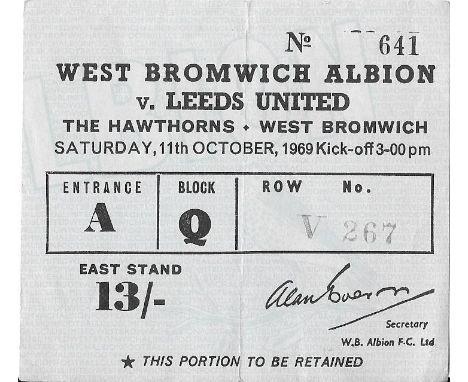 Nº 641
WEST BROMWICH ALBION
v. LEEDS UNITED
THE HAWTHORNS • WEST BROMWICH
SATURDAY, 11th OCTOBER, 1969 Kick-off 3-00 pm
ENTRANCE BLOCK ROW No.
A Q V 267
EAST STAND
13/-
Secretary
W.B. Albion F.C. Ltd
★ THIS PORTION TO BE RETAINED